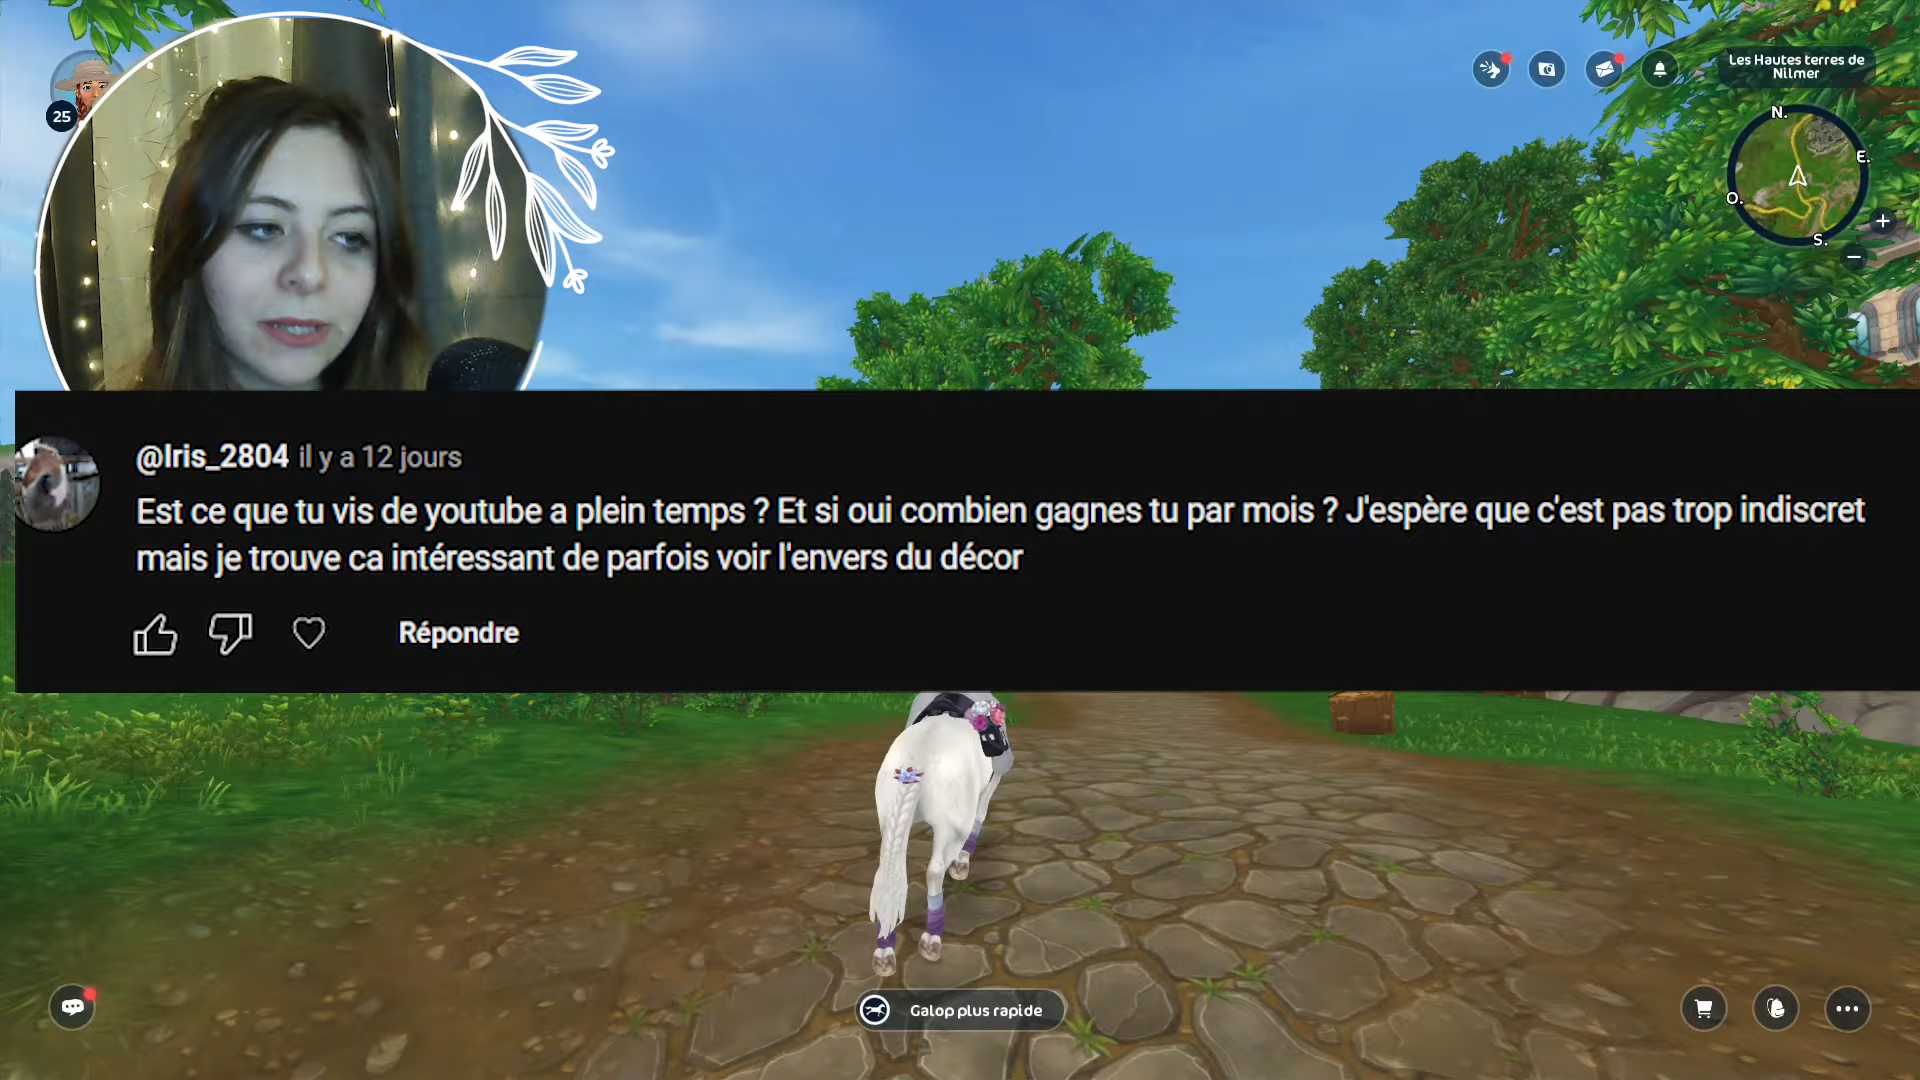 25
Les Hautes terres de
Nilmer
N.
E.
O.
S.
@Iris_2804 il y a 12 jours
Est ce que tu vis de youtube a plein temps ? Et si oui combien gagnes tu par mois ? J'espère que c'est pas trop indiscret
mais je trouve ca intéressant de parfois voir l'envers du décor
Répondre
Galop plus rapide